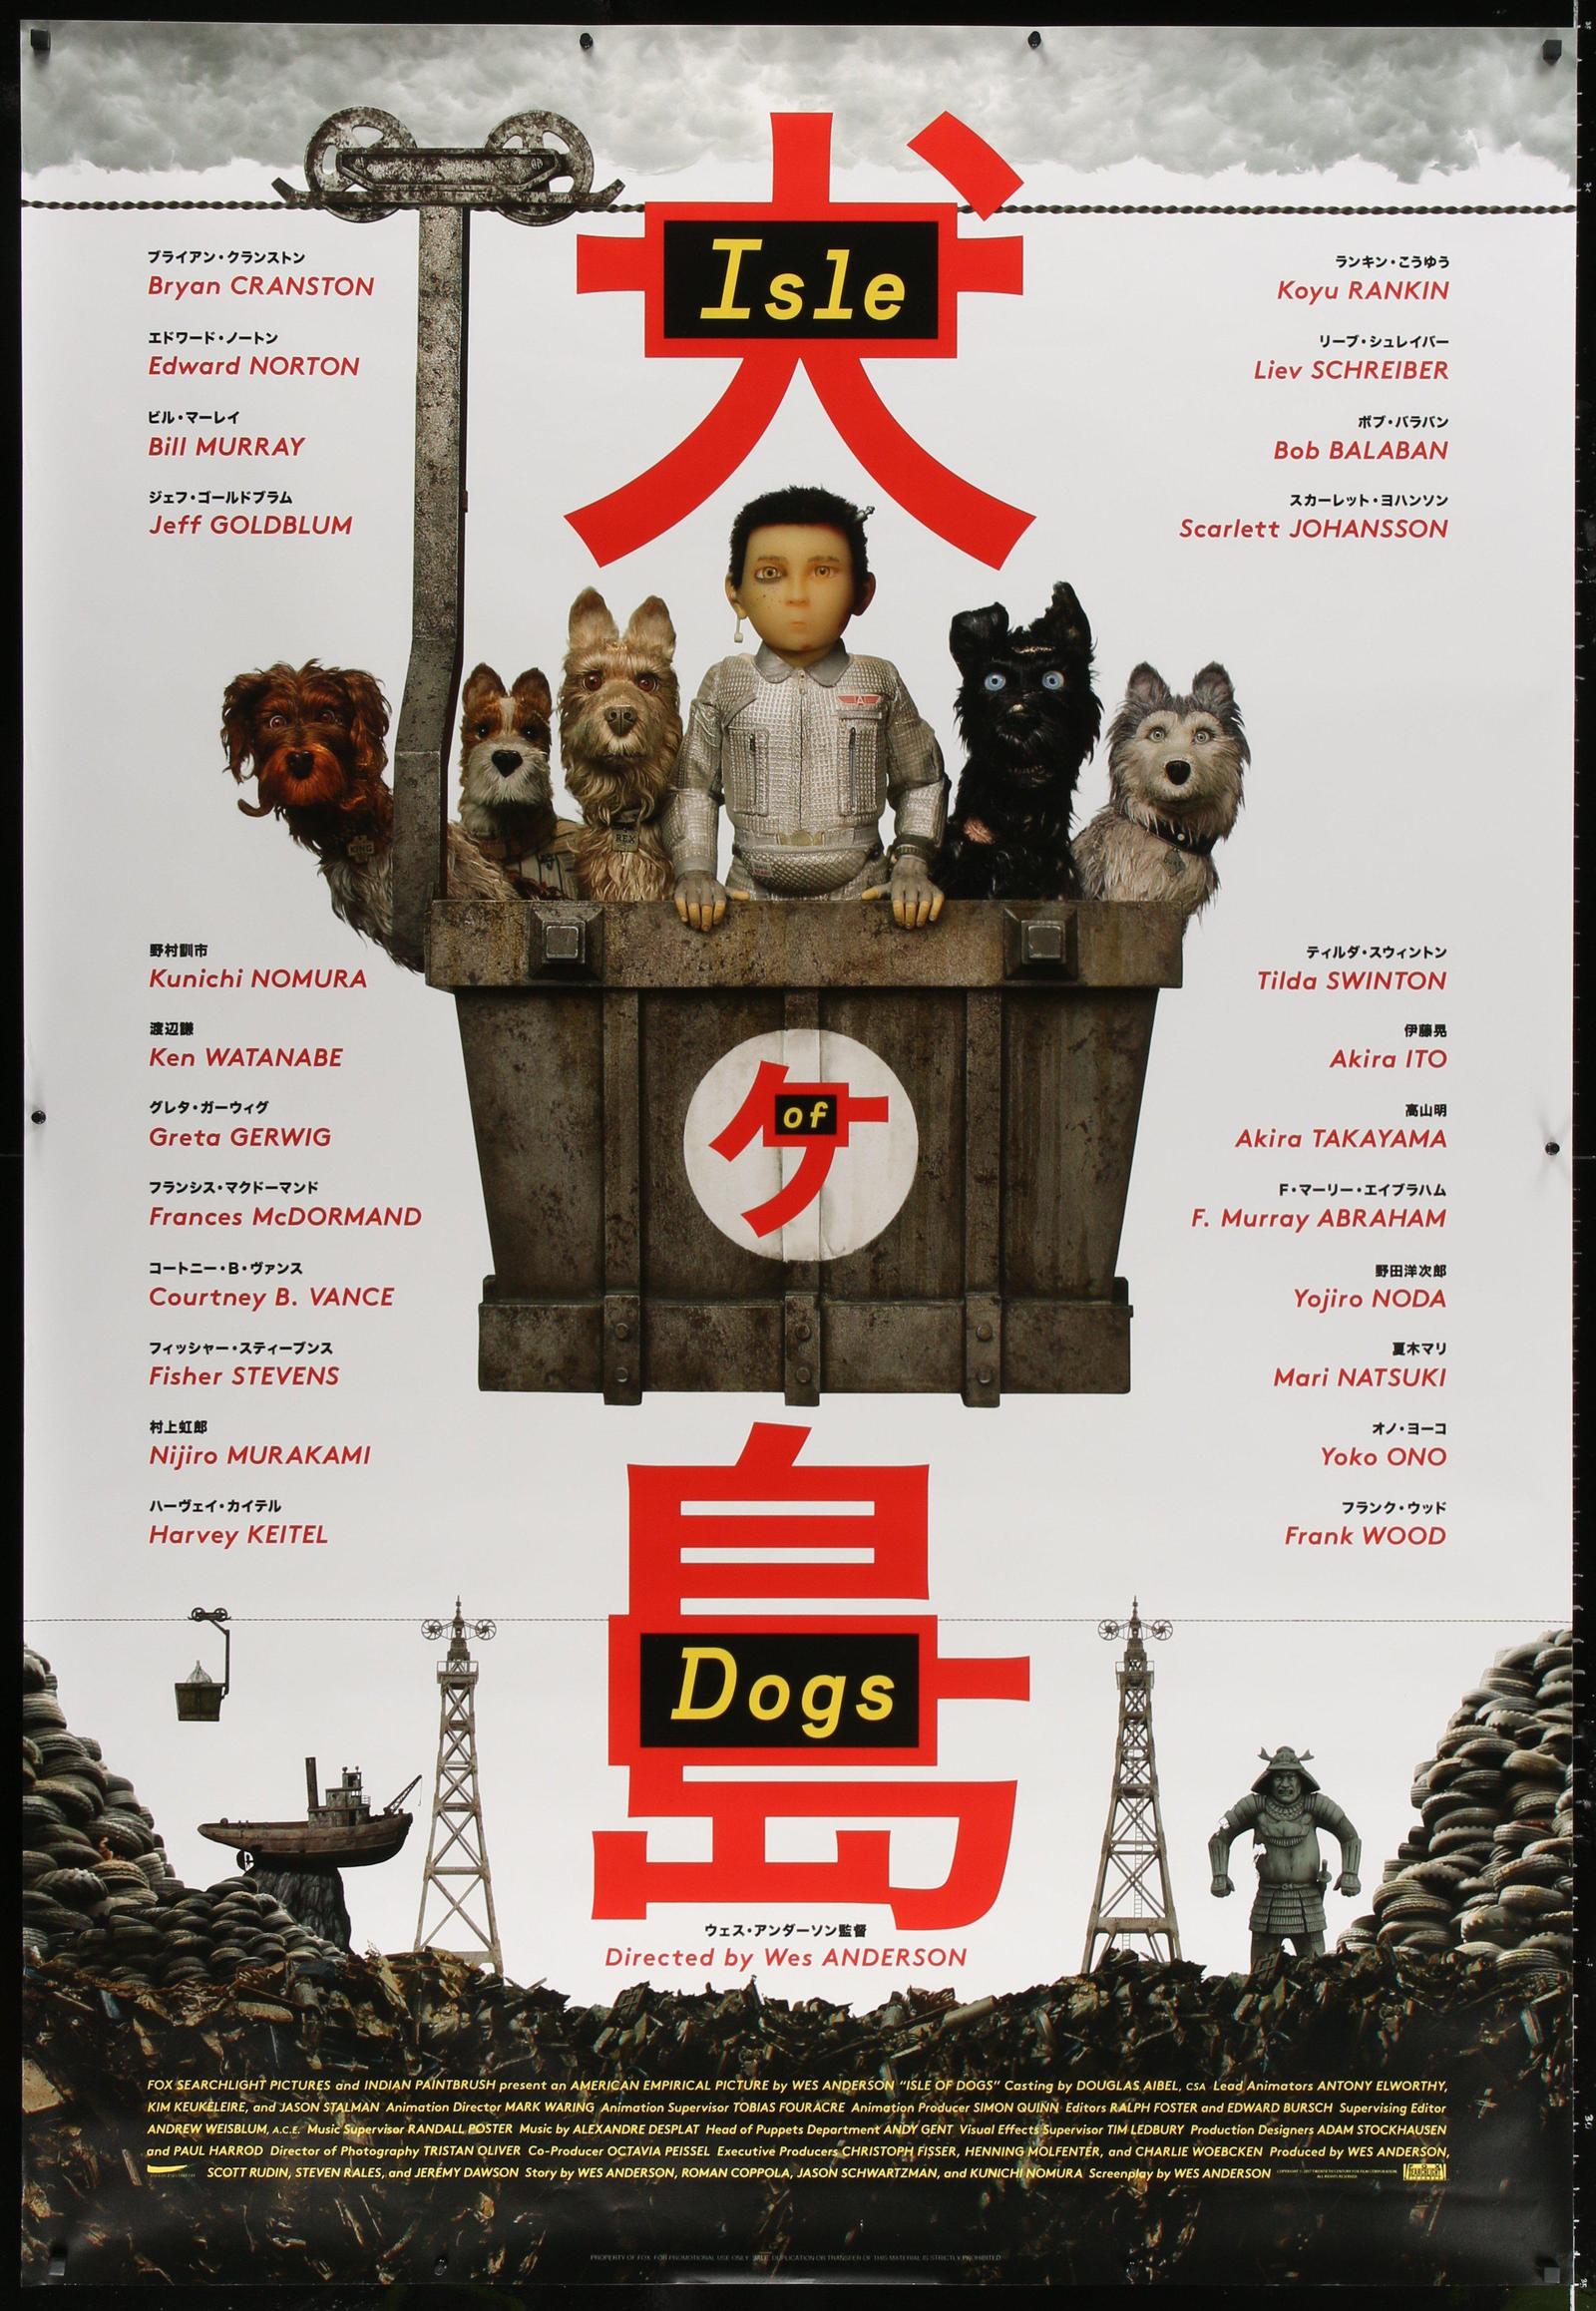 犬
Isle
ブライアン・クランストン
Bryan CRANSTON
エドワード・ノートン
Edward NORTON
ビル・マーレイ
Bill MURRAY
ジェフ・ゴールドブラム
Jeff GOLDBLUM
ランキン・こうゆう
Koyu RANKIN
リーブ・シュレイバー
Liev SCHREIBER
ボブ・バラバン
Bob BALABAN
スカーレット・ヨハンソン
Scarlett JOHANSSON
A
KING
REX
野村訓市
Kunichi NOMURA
渡辺謙
Ken WATANABE
グレタ・ガーウィグ
Greta GERWIG
フランシス・マクドーマンド
Frances McDORMAND
コートニー・B・ヴァンス
Courtney B. VANCE
フィッシャー・スティーブンス
Fisher STEVENS
村上虹郎
Nijiro MURAKAMI
ハーヴェイ・カイテル
Harvey KEITEL
ケ
of
ティルダ・スウィントン
Tilda SWINTON
伊藤晃
Akira ITO
高山明
Akira TAKAYAMA
F・マーリー・エイブラハム
F. Murray ABRAHAM
野田洋次郎
Yojiro NODA
夏木マリ
Mari NATSUKI
オノ・ヨーコ
Yoko ONO
フランク・ウッド
Frank WOOD
島
Dogs
ウェス・アンダーソン監督
Directed by Wes ANDERSON
FOX SEARCHLIGHT PICTURES and INDIAN PAINTBRUSH present an AMERICAN EMPIRICAL PICTURE by WES ANDERSON "ISLE OF DOGS" Casting by DOUGLAS AIBEL, CSA Lead Animators ANTONY ELWORTHY,
KIM KEUKELEIRE, and JASON STALMAN Animation Director MARK WARING Animation Supervisor TOBIAS FOURACRE Animation Producer SIMON QUINN Editors RALPH FOSTER and EDWARD BURSCH Supervising Editor
ANDREW WEISBLUM, A.C.E. Music Supervisor RANDALL POSTER Music by ALEXANDRE DESPLAT Head of Puppets Department ANDY GENT Visual Effects Supervisor TIM LEDBURY Production Designers ADAM STOCKHAUSEN
and PAUL HARROD Director of Photography TRISTAN OLIVER Co-Producer OCTAVIA PEISSEL Executive Producers CHRISTOPH FISSER, HENNING MOLFENTER, and CHARLIE WOEBCKEN Produced by WES ANDERSON,
SCOTT RUDIN, STEVEN RALES, and JEREMY DAWSON Story by WES ANDERSON, ROMAN COPPOLA, JASON SCHWARTZMAN, and KUNICHI NOMURA Screenplay by WES ANDERSON
PROPERTY OF FOX. FOR PROMOTIONAL USE ONLY. SALE, DUPLICATION OR TRANSFER OF THIS MATERIAL IS STRICTLY PROHIBITED